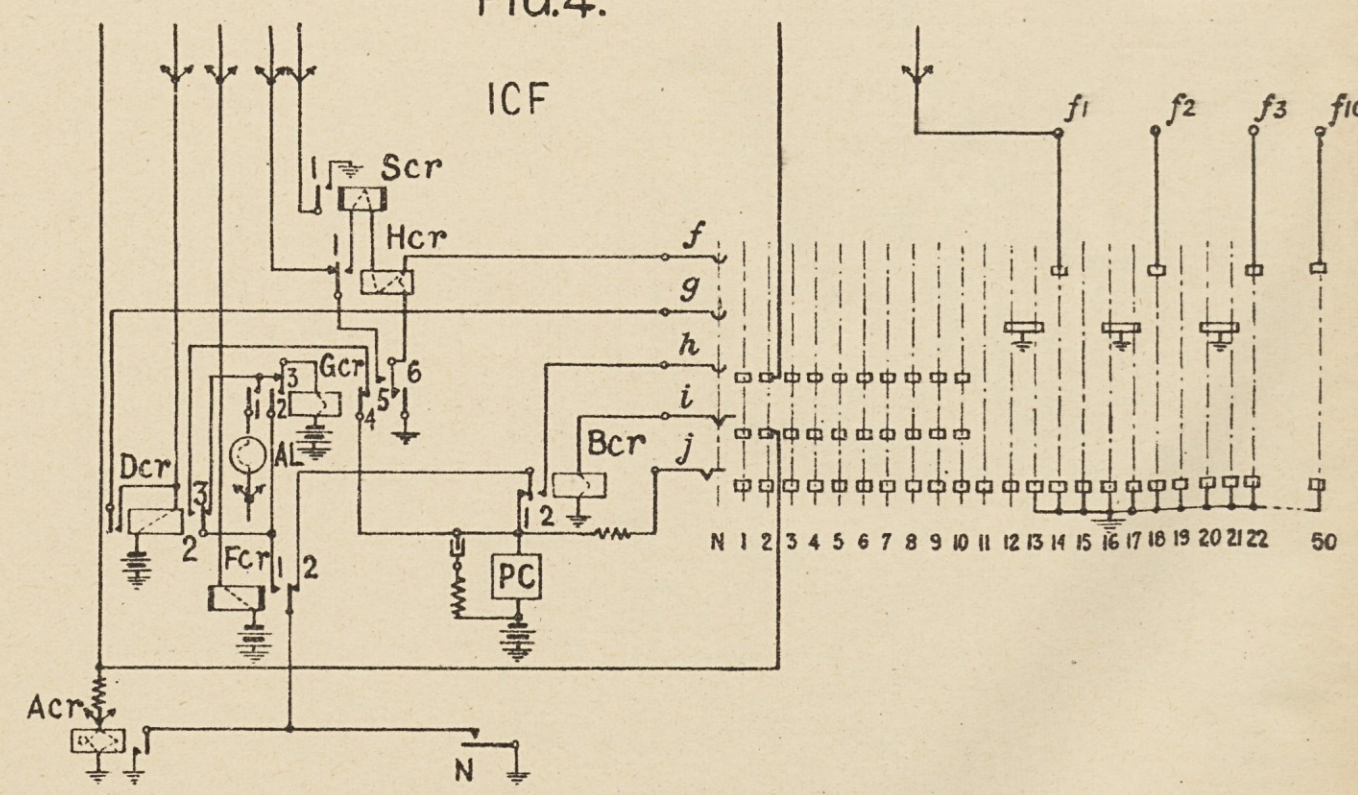 FIG.4.
ICF
f1 f2 f3
1 Scr
1 Hcr f
g
h
3 Gcr 6
1 2 4 5 i
AL Bcr j
Dcr 3
2 2
Fcr 1 2
PC
N 1 2 3 4 5 6 7 8 9 10 11 12 13 14 15 16 17 18 19 20 21 22 50
Acr
N